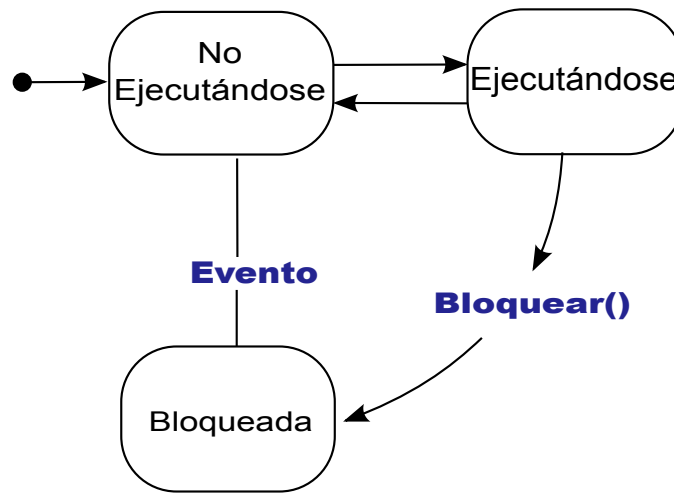 No
Ejecutándose
Ejecutándose
Evento
Bloquear()
Bloqueada